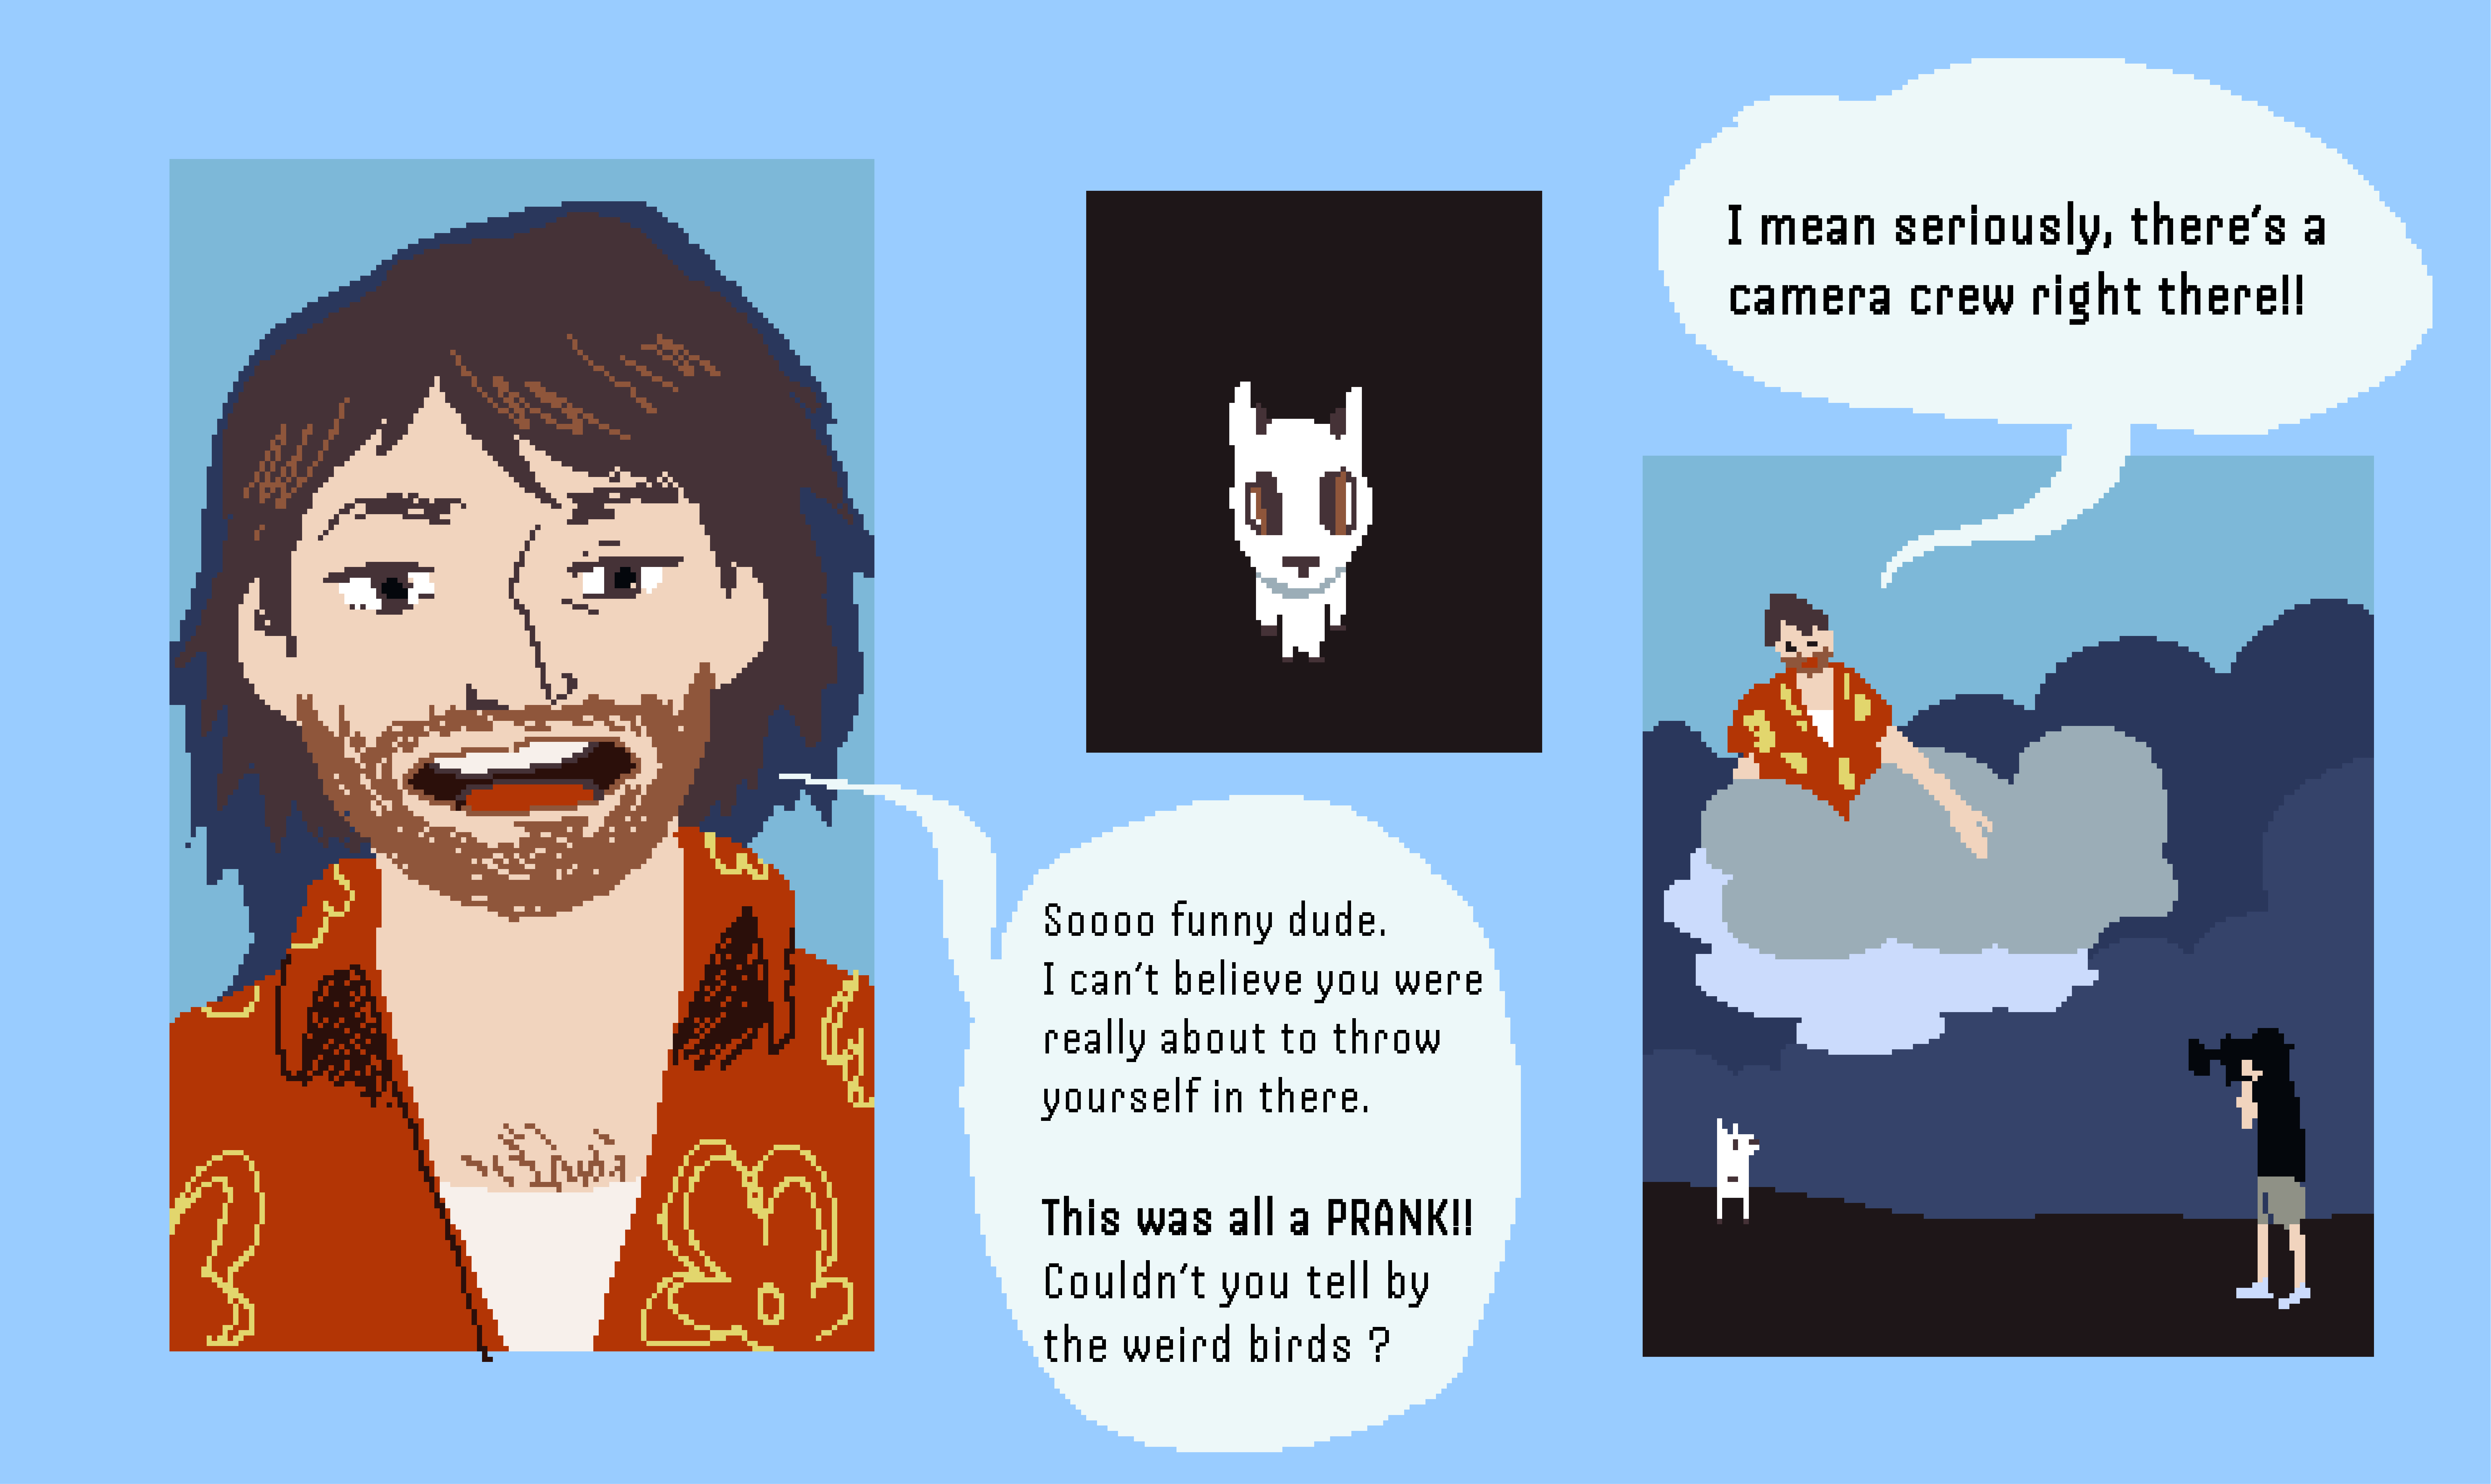 Soooo funny dude.
I can't believe you were
really about to throw
yourself in there.
This was all a PRANK!!
Couldn't you tell by
the weird birds ?
I mean seriously, there's a
camera crew right there!!